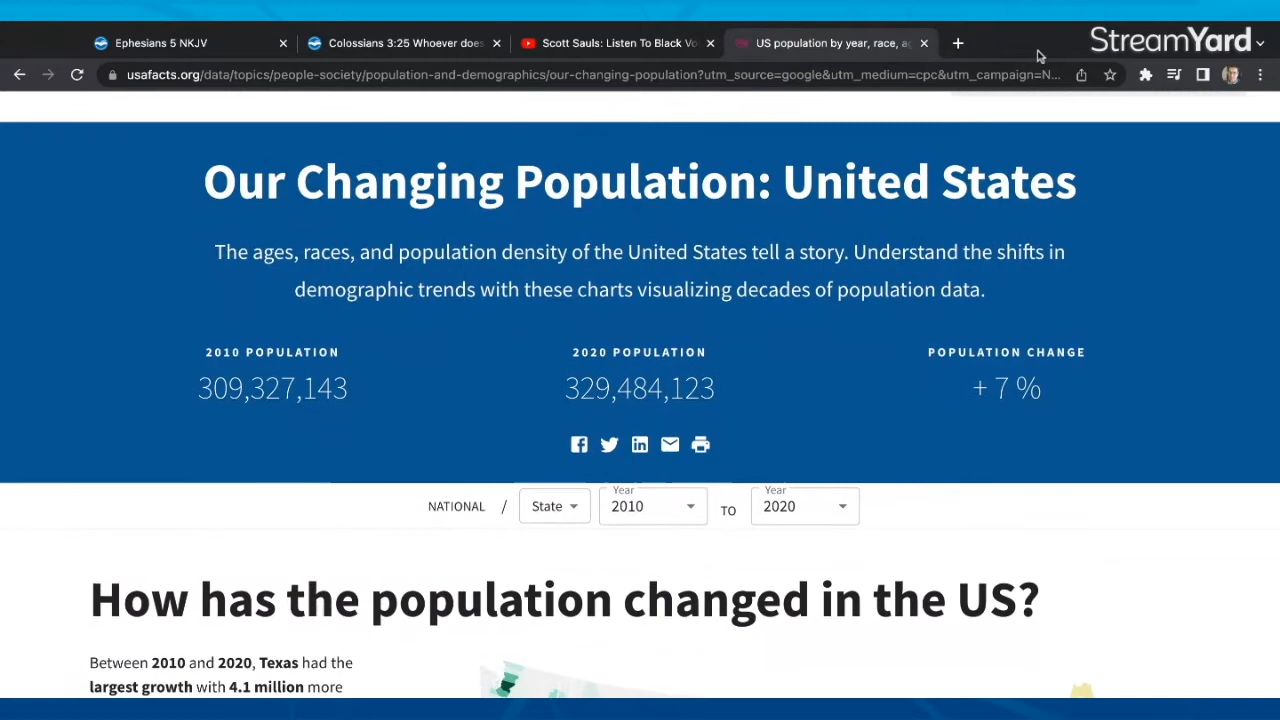 StreamYard
Ephesians 5 NKJV
Colossians 3:25 Whoever does
Scott Sauls: Listen To Black Vo
US population by year, race, ag
usafacts.org/data/topics/people-society/population-and-demographics/our-changing-population?utm_source=google&utm_medium=cpc&utm_campaign=N...
Our Changing Population: United States
The ages, races, and population density of the United States tell a story. Understand the shifts in
demographic trends with these charts visualizing decades of population data.
2010 POPULATION
309,327,143
2020 POPULATION
329,484,123
POPULATION CHANGE
+ 7 %
NATIONAL / State Year 2010 TO Year 2020
How has the population changed in the US?
Between 2010 and 2020, Texas had the
largest growth with 4.1 million more